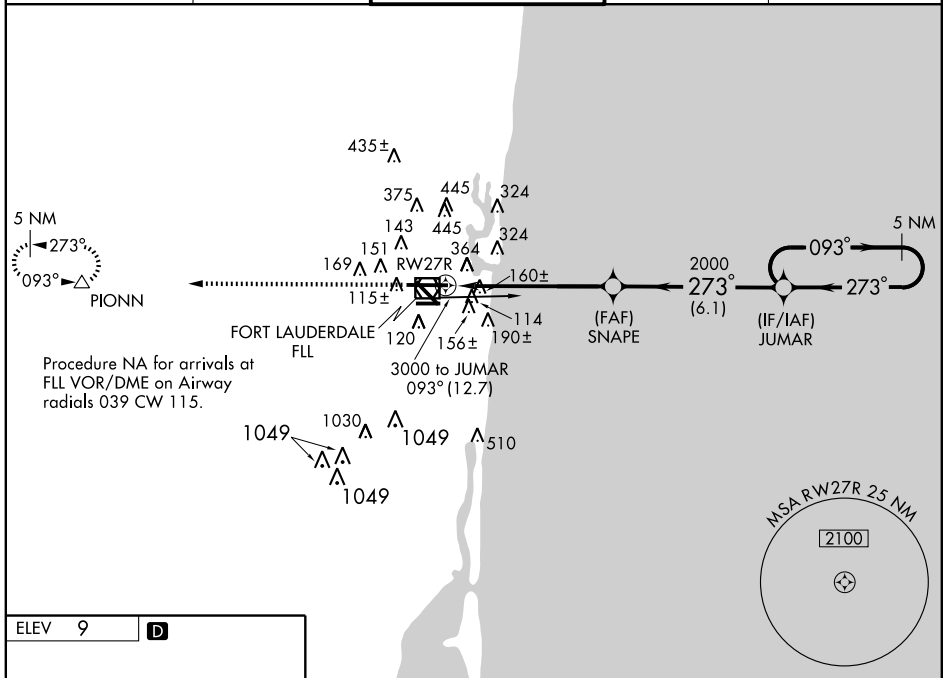 435±
375
445
324
445
143
324
5 NM
273°
093°
PIONN
169
151
RW27R
364
115±
160±
114
FORT LAUDERDALE
FLL
120
156±
190±
3000 to JUMAR
093° (12.7)
(FAF)
SNAPE
2000
273°
(6.1)
(IF/IAF)
JUMAR
093°
5 NM
273°
Procedure NA for arrivals at
FLL VOR/DME on Airway
radials 039 CW 115.
1049
1030
1049
510
1049
MSA RW27R 25 NM
2100
ELEV 9 D